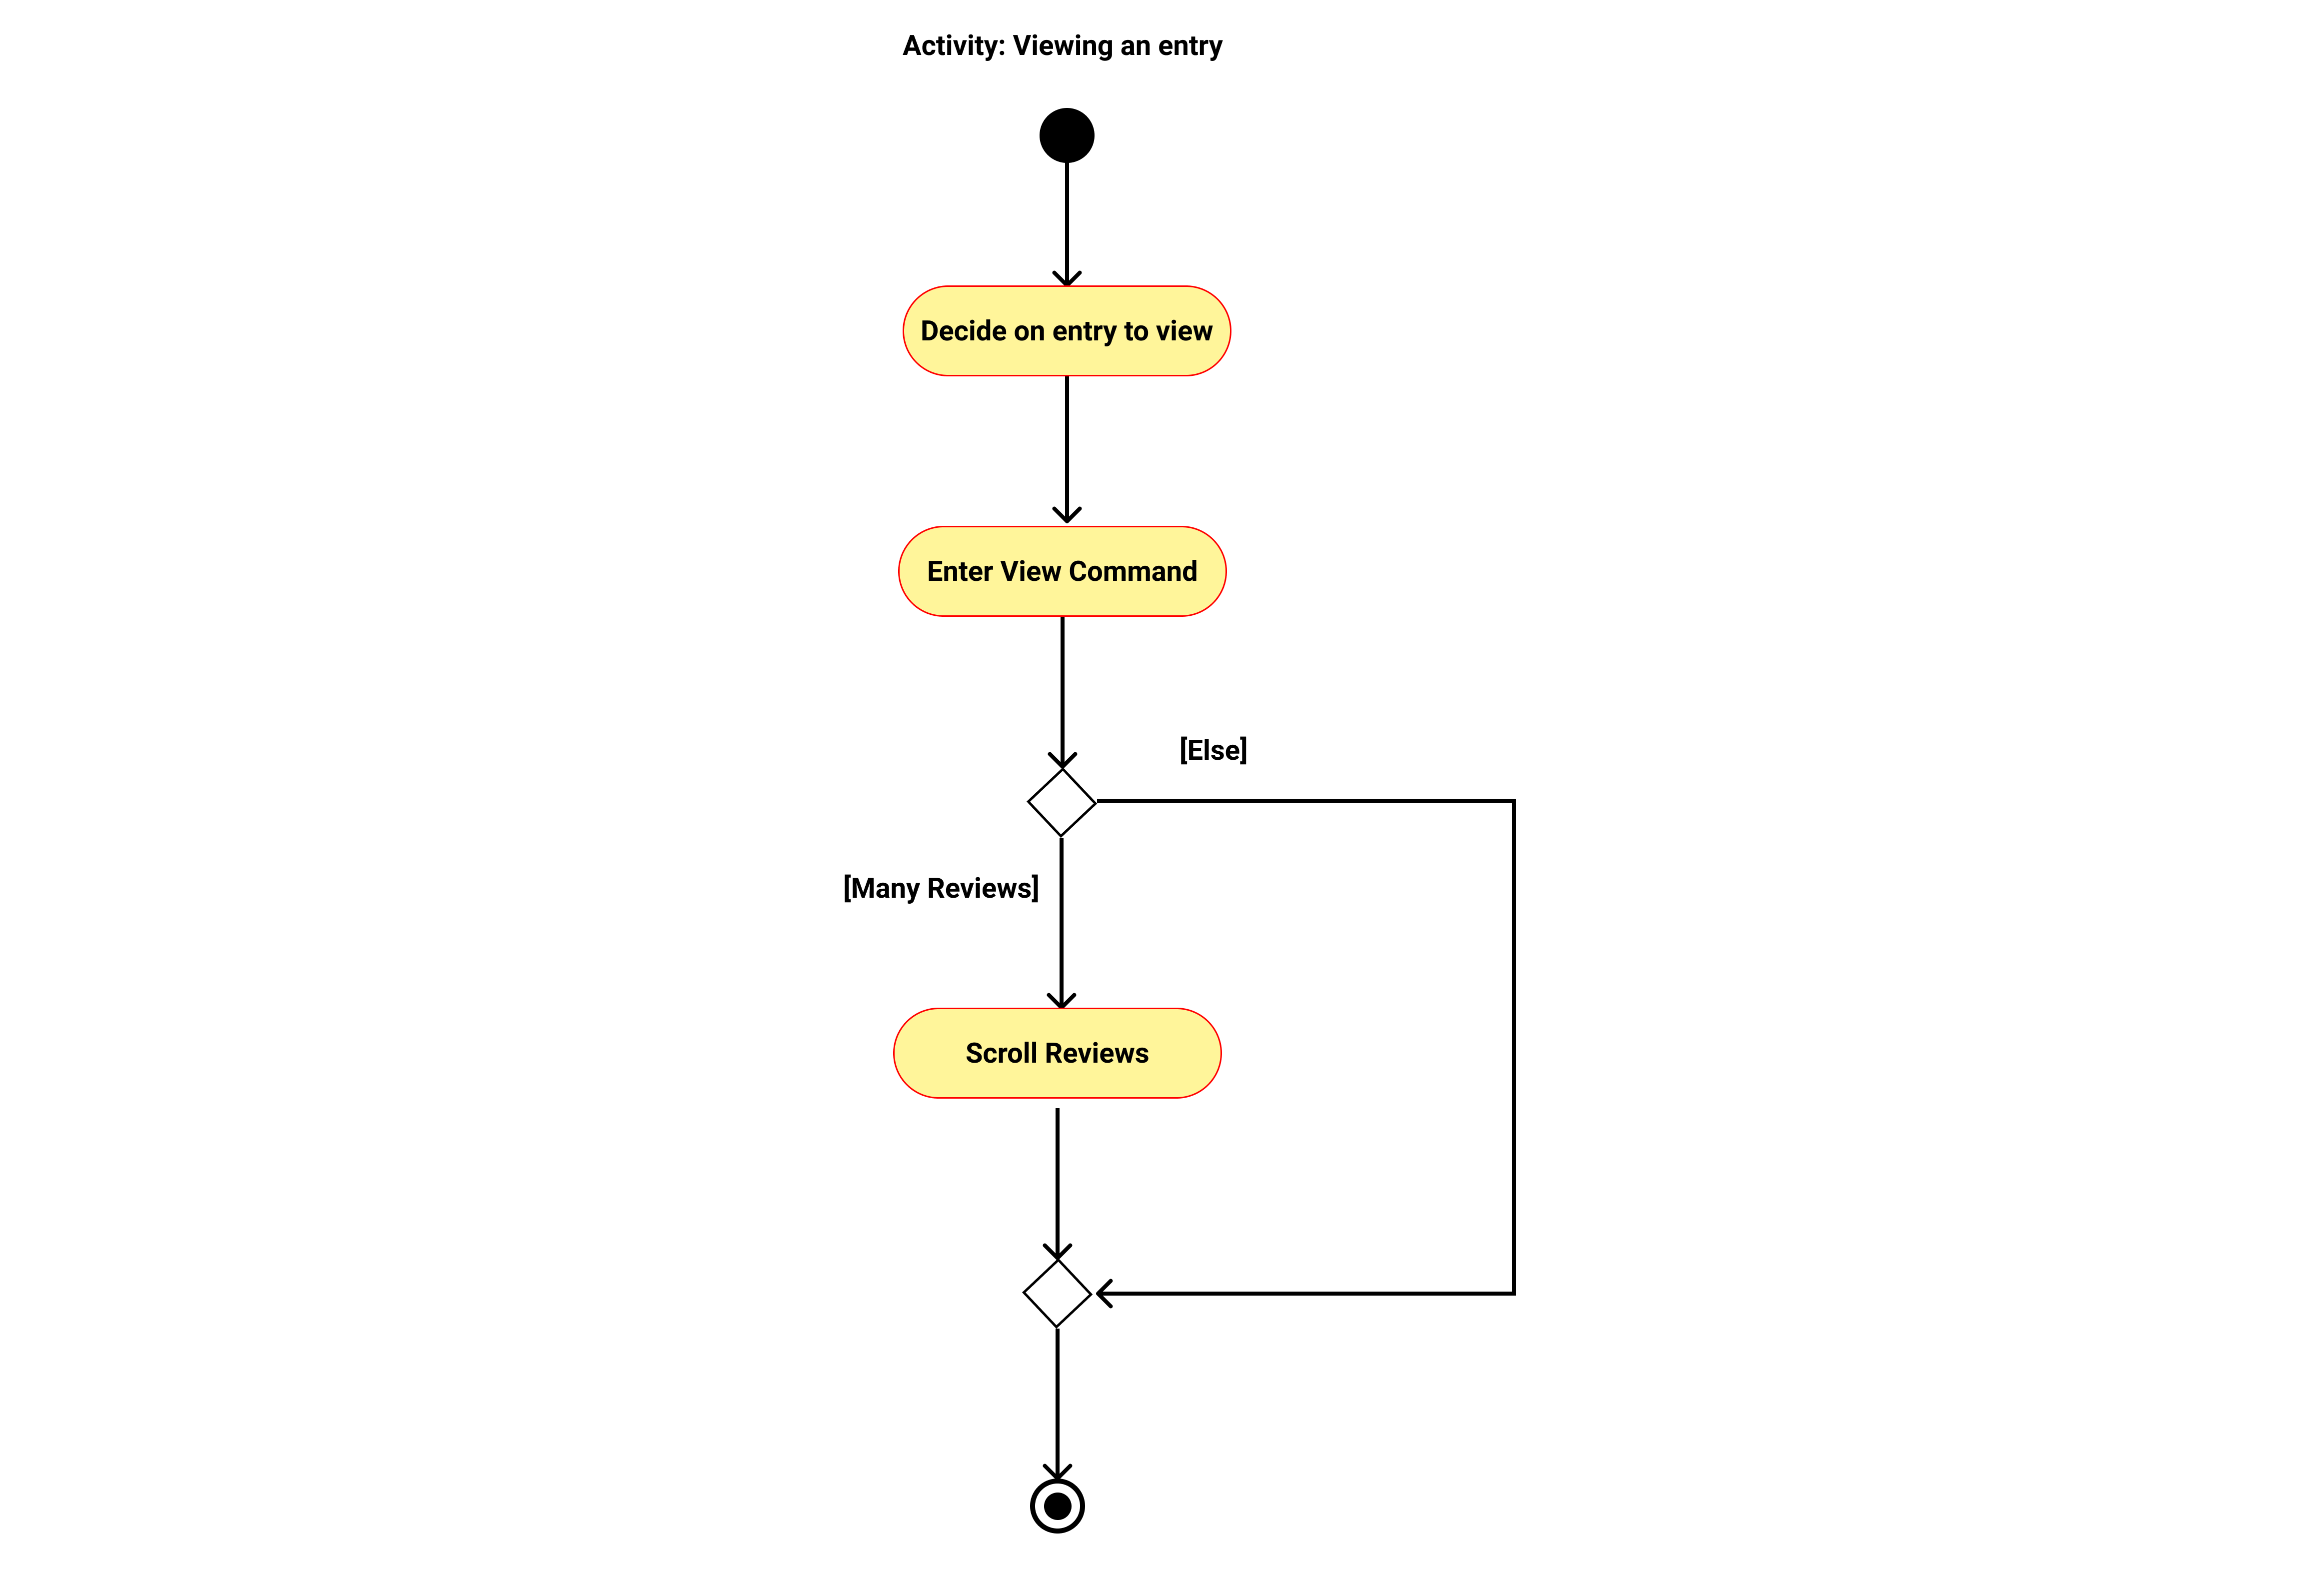 Activity: Viewing an entry
Decide on entry to view
Enter View Command
[Else]
[Many Reviews]
Scroll Reviews